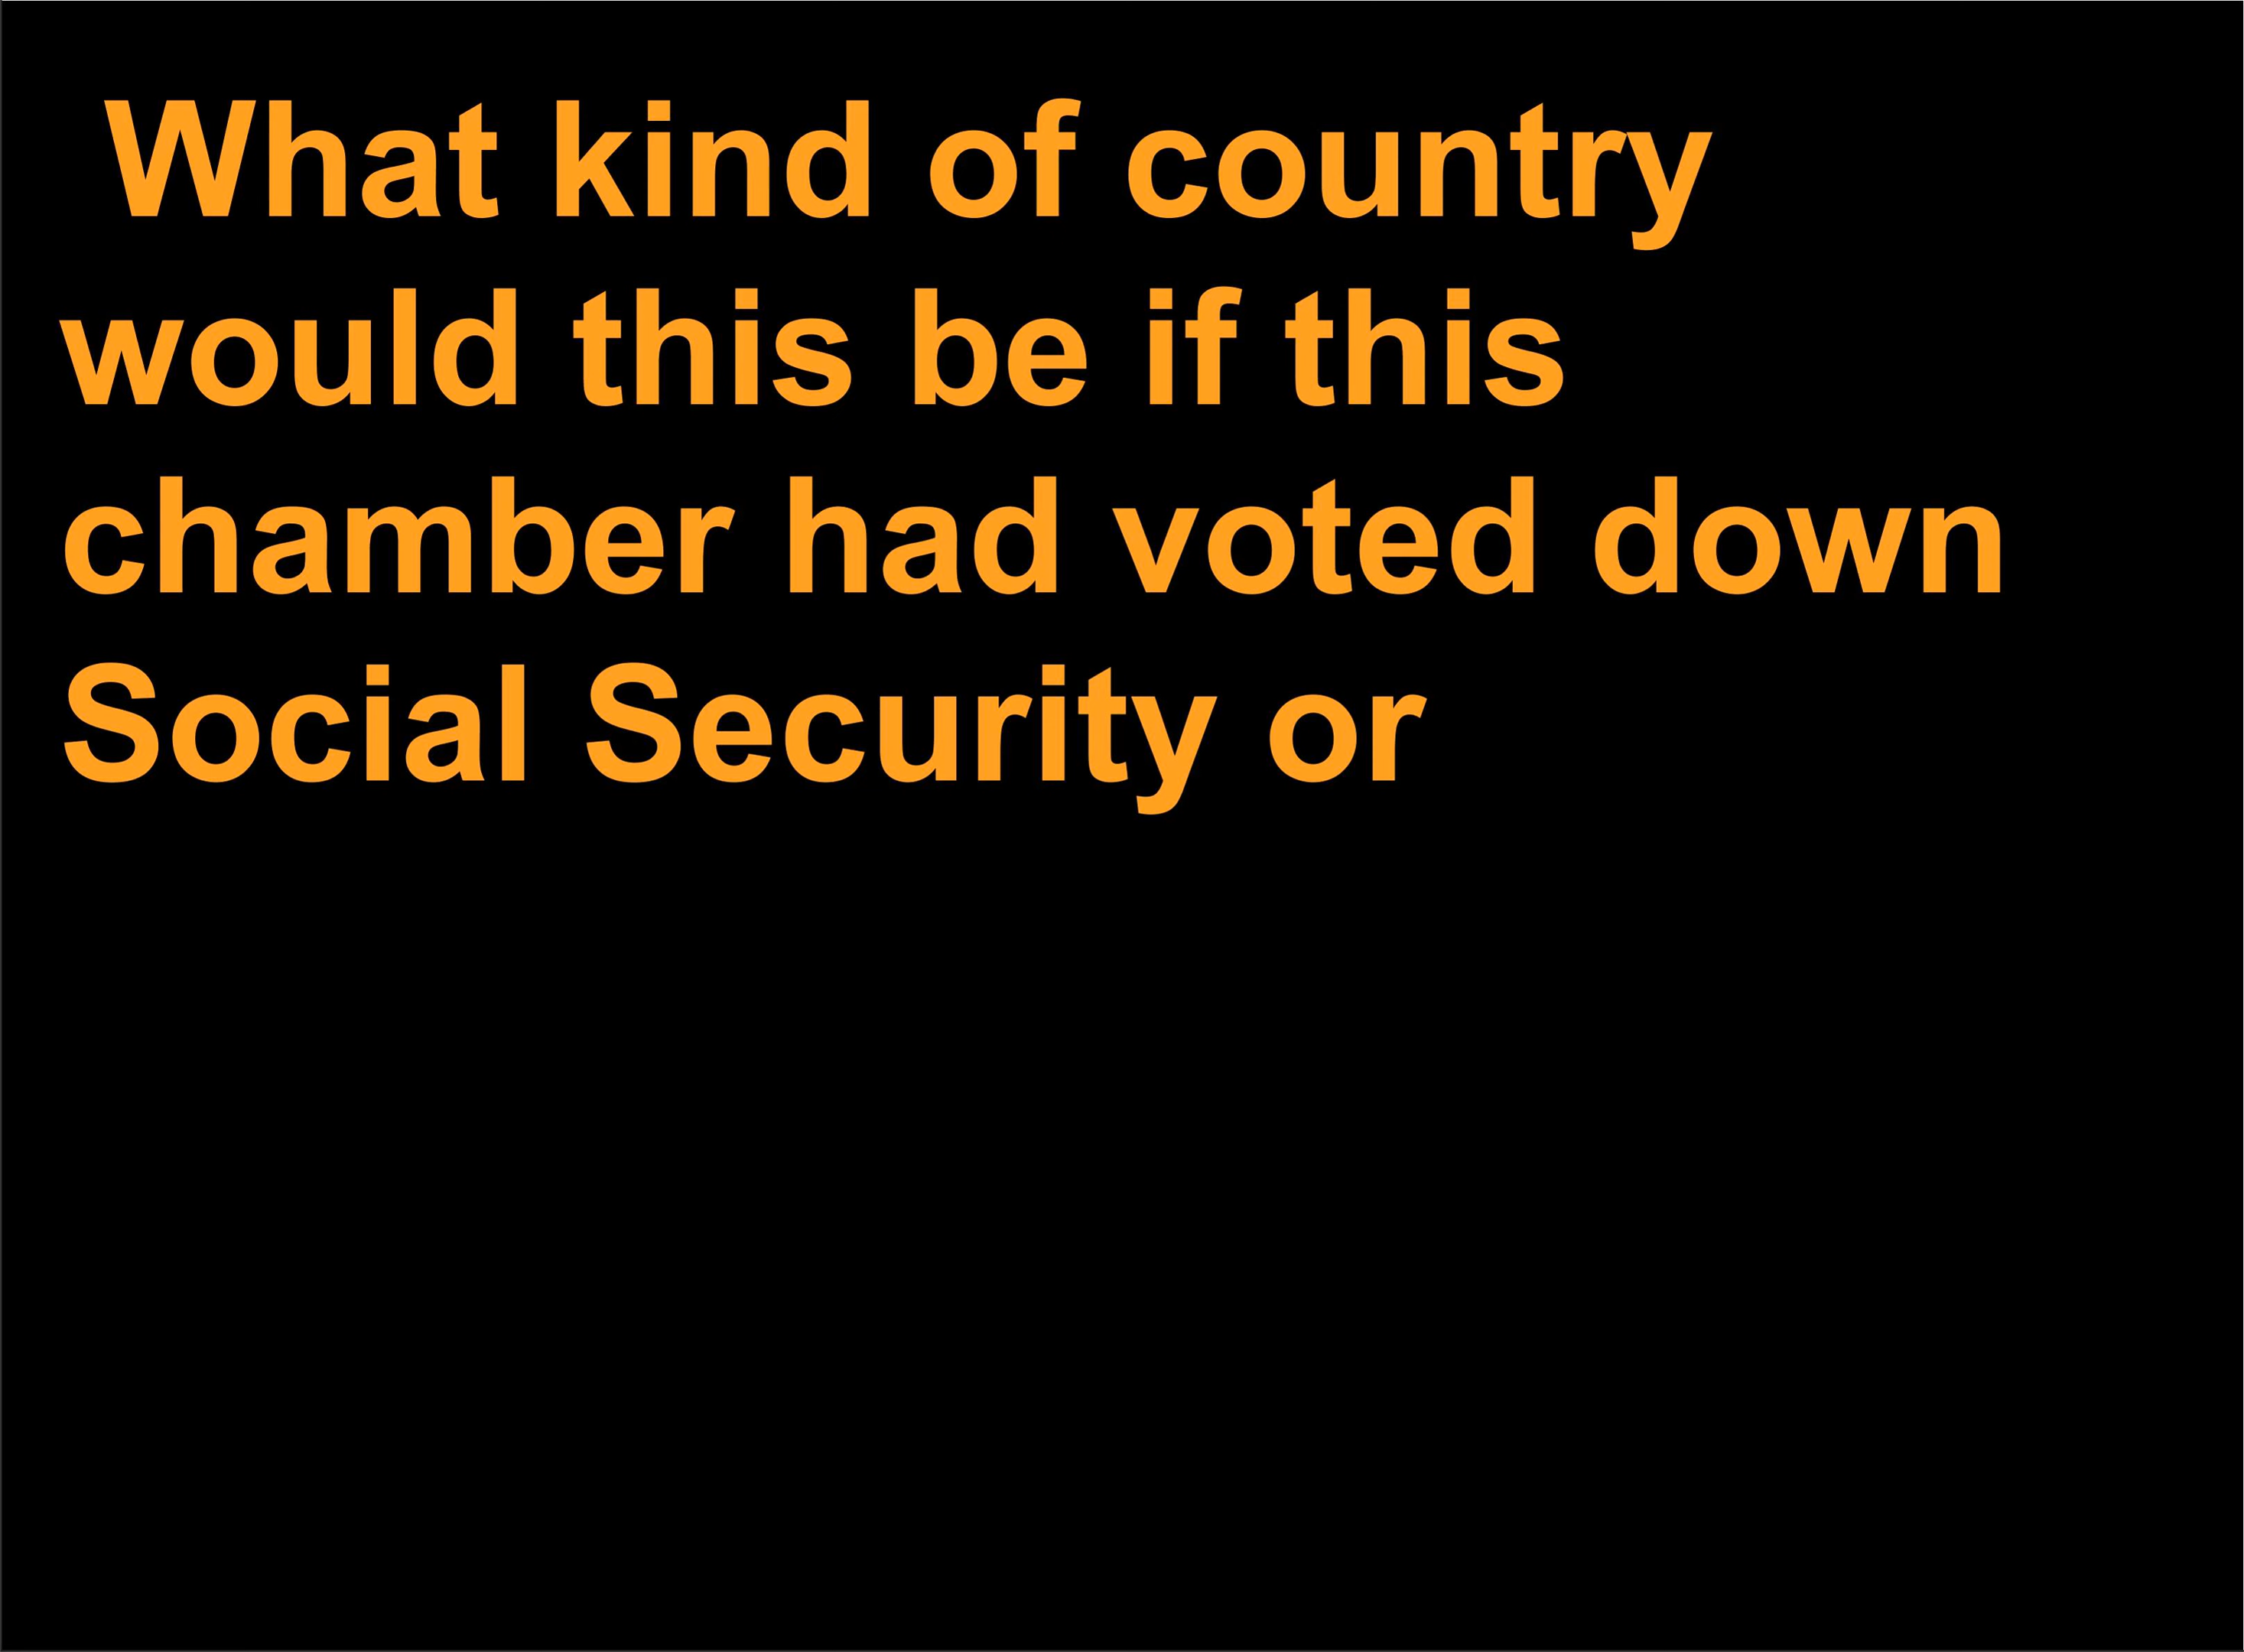 What kind of country
would this be if this
chamber had voted down
Social Security or